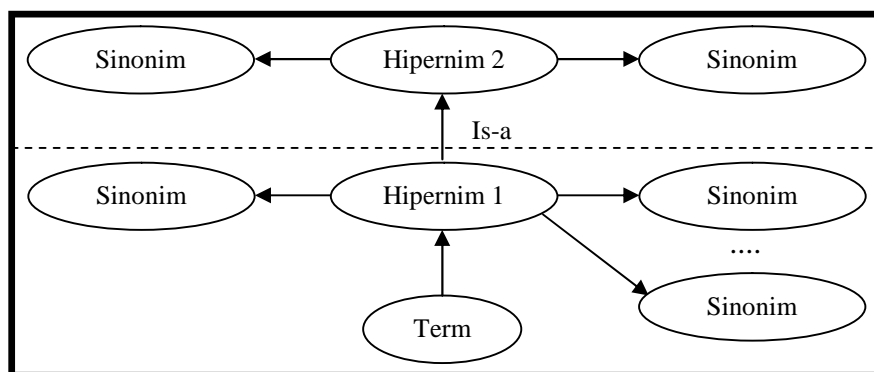 Sinonim Hipernim 2 Sinonim
Is-a
Sinonim Hipernim 1 Sinonim
....
Sinonim
Term